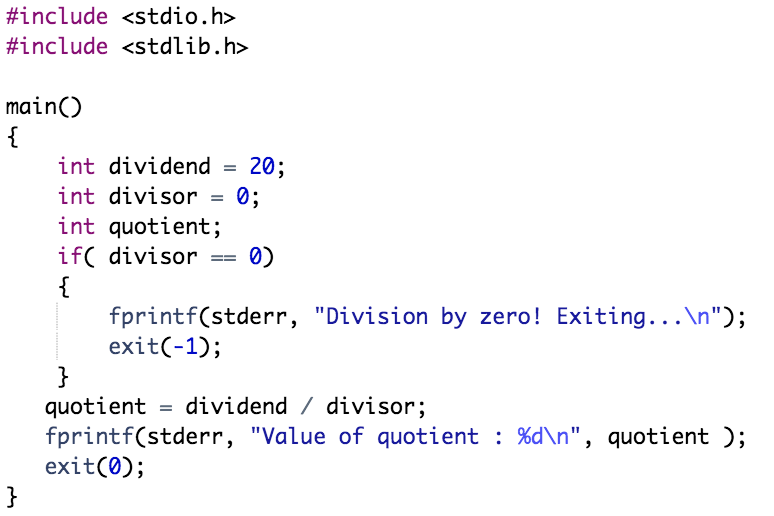 #include <stdio.h>
#include <stdlib.h>

main()
{
    int dividend = 20;
    int divisor = 0;
    int quotient;
    if( divisor == 0)
    {
        fprintf(stderr, "Division by zero! Exiting...\n");
        exit(-1);
    }
   quotient = dividend / divisor;
   fprintf(stderr, "Value of quotient : %d\n", quotient );
   exit(0);
}